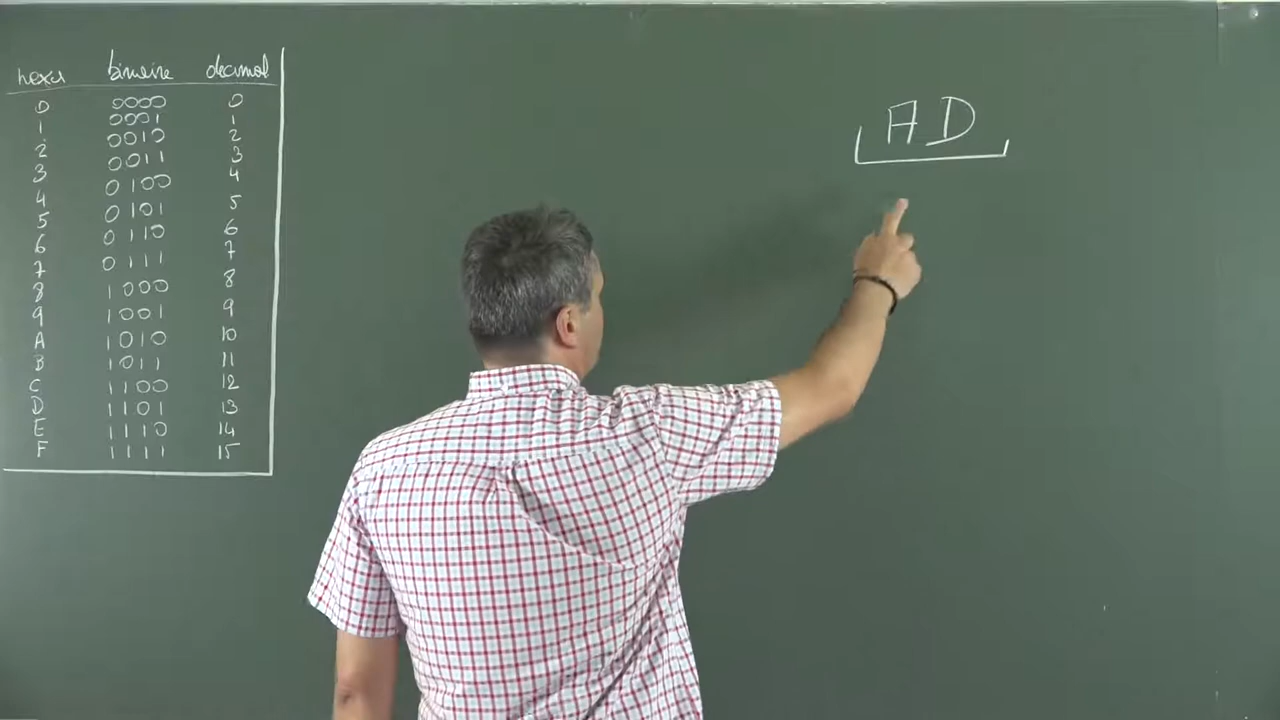 hexa binaire decimal
0 0000 0
1 0001 1
2 0010 2
3 0011 3
4 0100 4
5 0101 5
6 0110 6
7 0111 7
8 1000 8
9 1001 9
A 1010 10
B 1011 11
C 1100 12
D 1101 13
E 1110 14
F 1111 15
AD